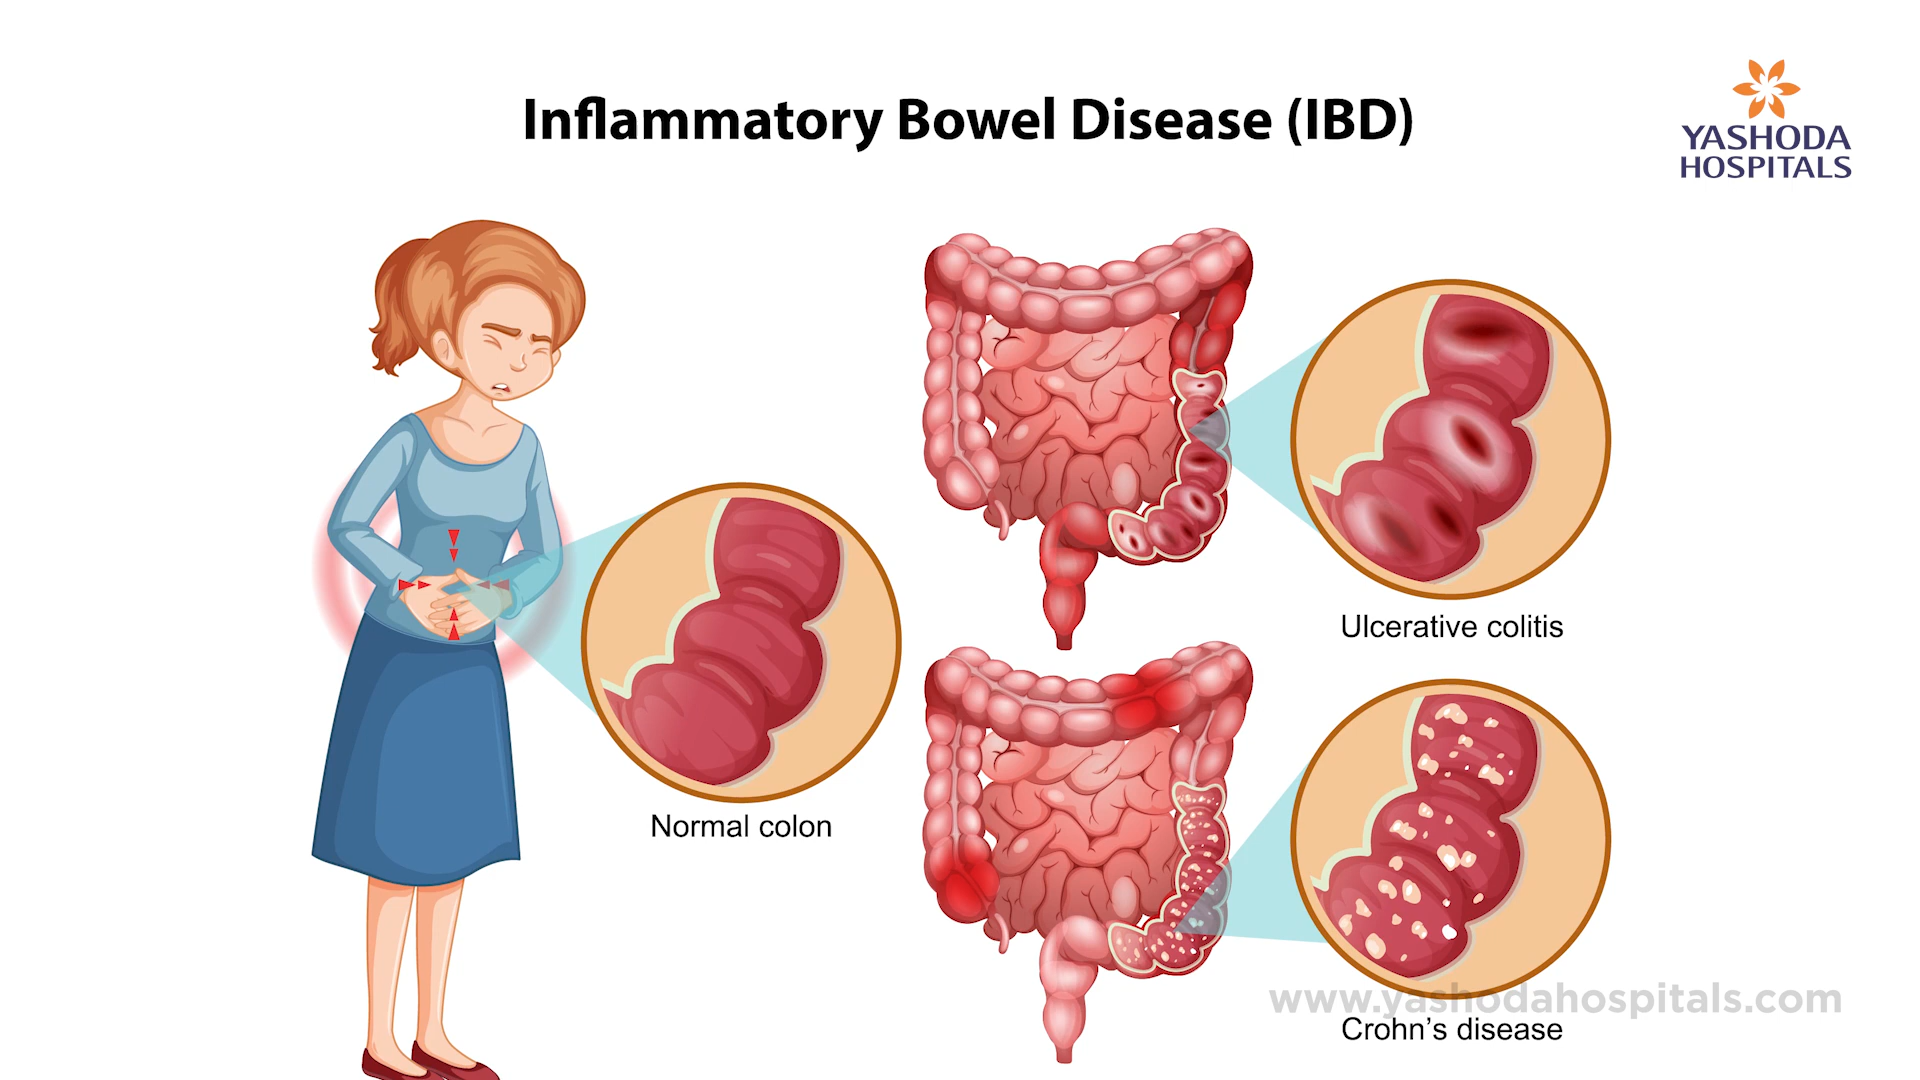 Inflammatory Bowel Disease (IBD)
YASHODA
HOSPITALS
Ulcerative colitis
Normal colon
www.yashodahospitals.com
Crohn’s disease